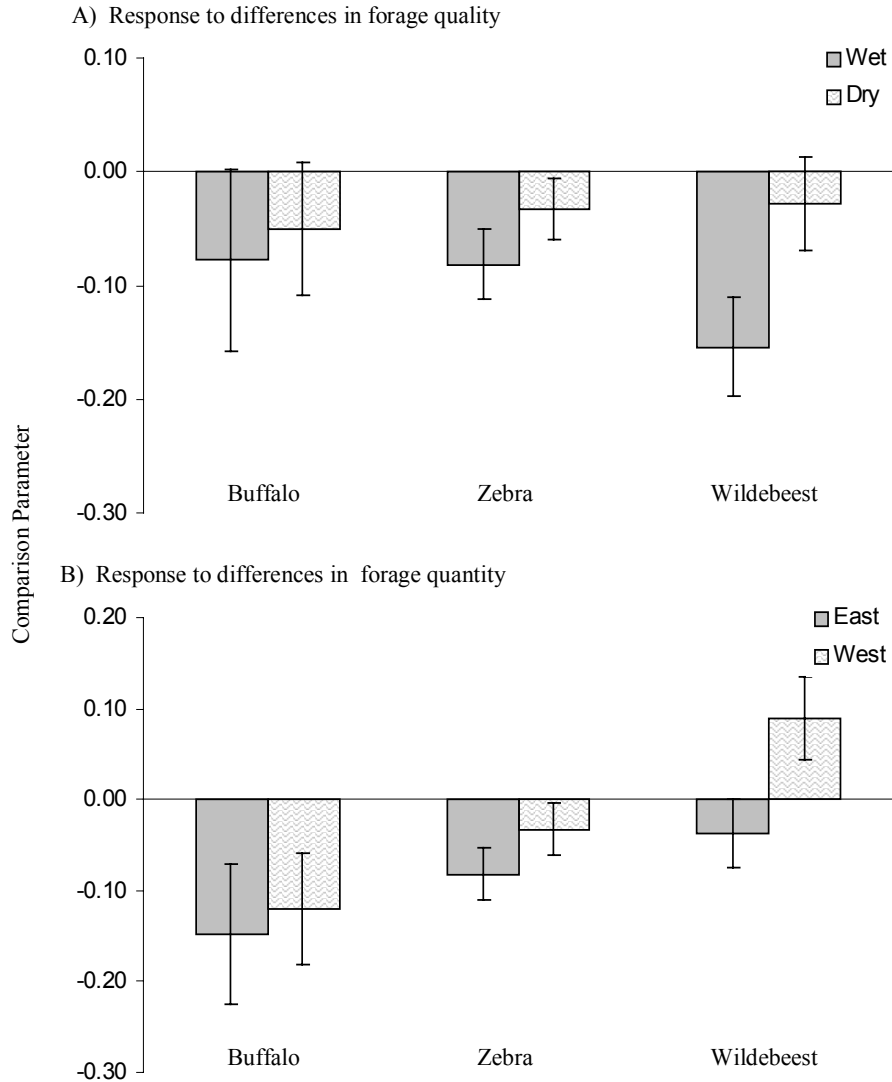 A) Response to differences in forage quality
0.10
Wet
Dry
0.00
-0.10
-0.20
Buffalo Zebra Wildebeest
-0.30
Comparison Parameter
B) Response to differences in forage quantity
0.20
East
West
0.10
0.00
-0.10
-0.20
Buffalo Zebra Wildebeest
-0.30